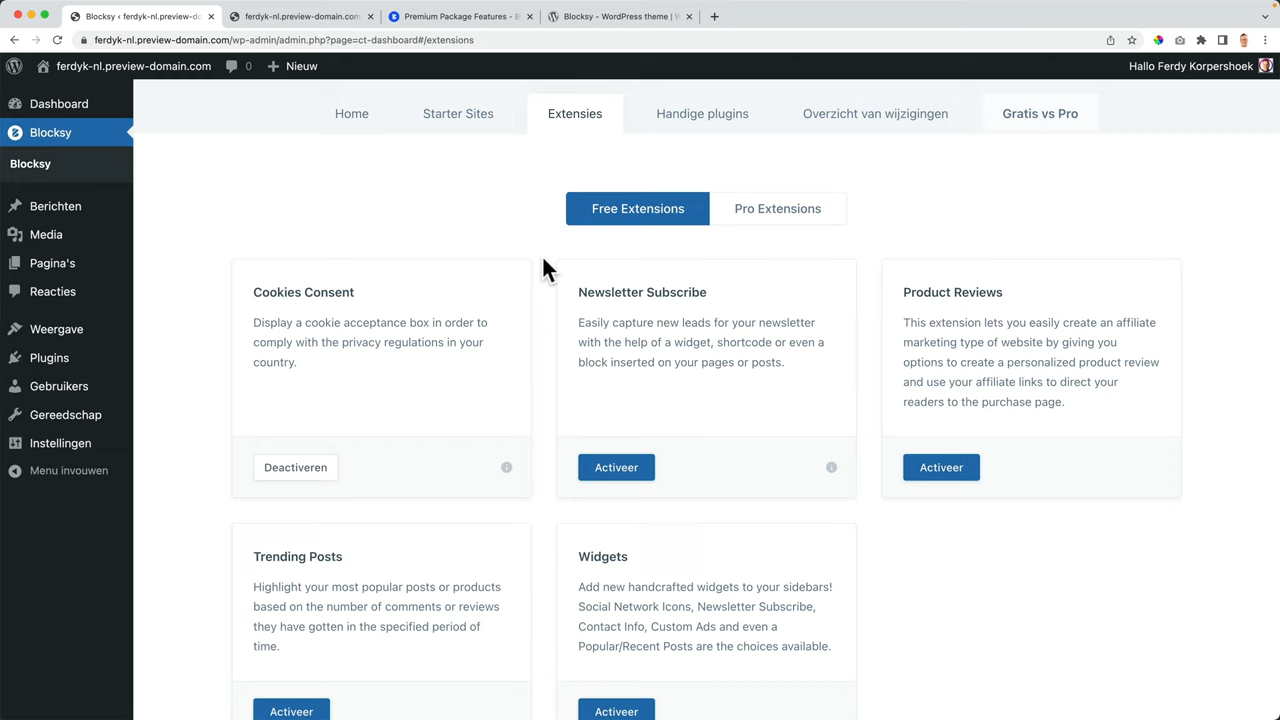 Blocksy ‹ ferdyk-nl.preview-do
ferdyk-nl.preview-domain.com/
Premium Package Features - B
Blocksy - WordPress theme | W
ferdyk-nl.preview-domain.com/wp-admin/admin.php?page=ct-dashboard#/extensions
ferdyk-nl.preview-domain.com 0 Nieuw Hallo Ferdy Korpershoek
Dashboard
Blocksy
Blocksy
Berichten
Media
Pagina's
Reacties
Weergave
Plugins
Gebruikers
Gereedschap
Instellingen
Menu invouwen
Home Starter Sites Extensies Handige plugins Overzicht van wijzigingen Gratis vs Pro
Free Extensions Pro Extensions
Cookies Consent
Display a cookie acceptance box in order to
comply with the privacy regulations in your
country.
Deactiveren
Newsletter Subscribe
Easily capture new leads for your newsletter
with the help of a widget, shortcode or even a
block inserted on your pages or posts.
Activeer
Product Reviews
This extension lets you easily create an affiliate
marketing type of website by giving you
options to create a personalized product review
and use your affiliate links to direct your
readers to the purchase page.
Activeer
Trending Posts
Highlight your most popular posts or products
based on the number of comments or reviews
they have gotten in the specified period of
time.
Activeer
Widgets
Add new handcrafted widgets to your sidebars!
Social Network Icons, Newsletter Subscribe,
Contact Info, Custom Ads and even a
Popular/Recent Posts are the choices available.
Activeer